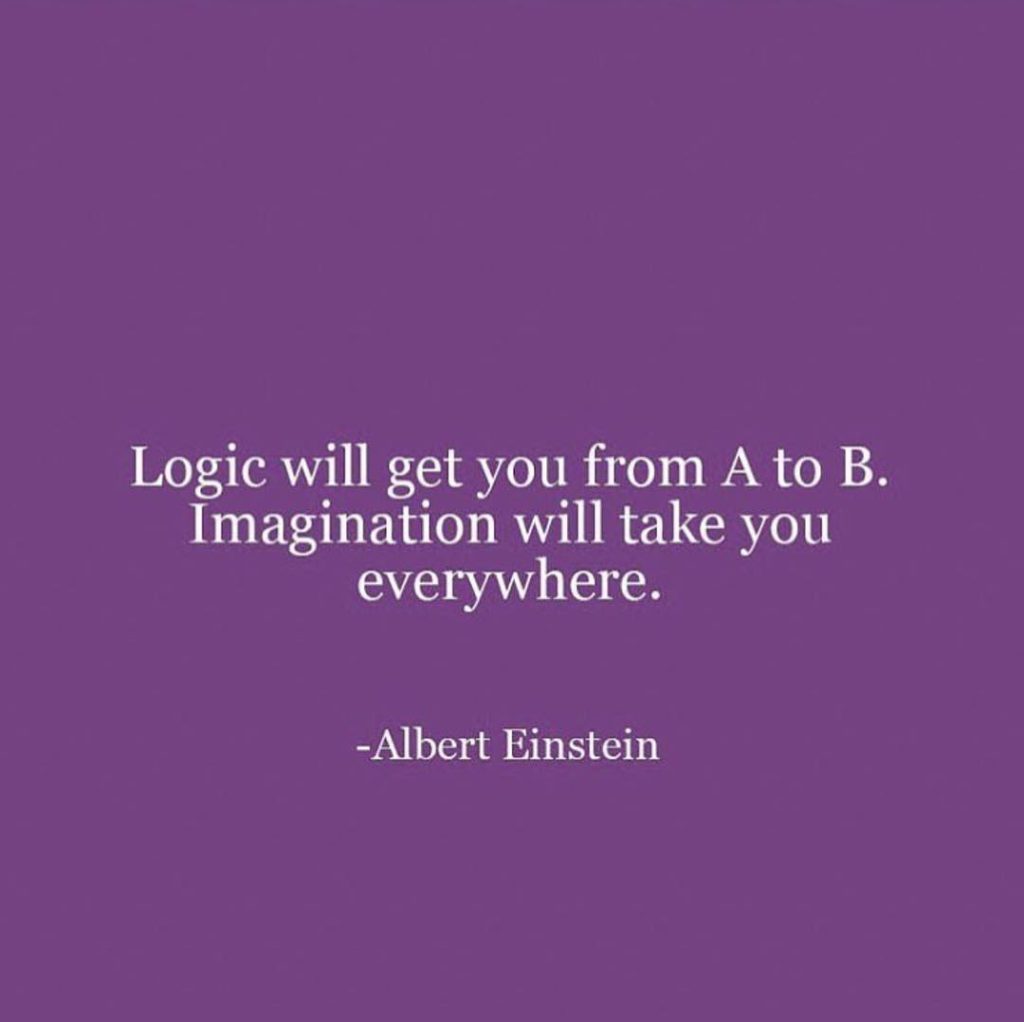 Logic will get you from A to B.
Imagination will take you
everywhere.
-Albert Einstein